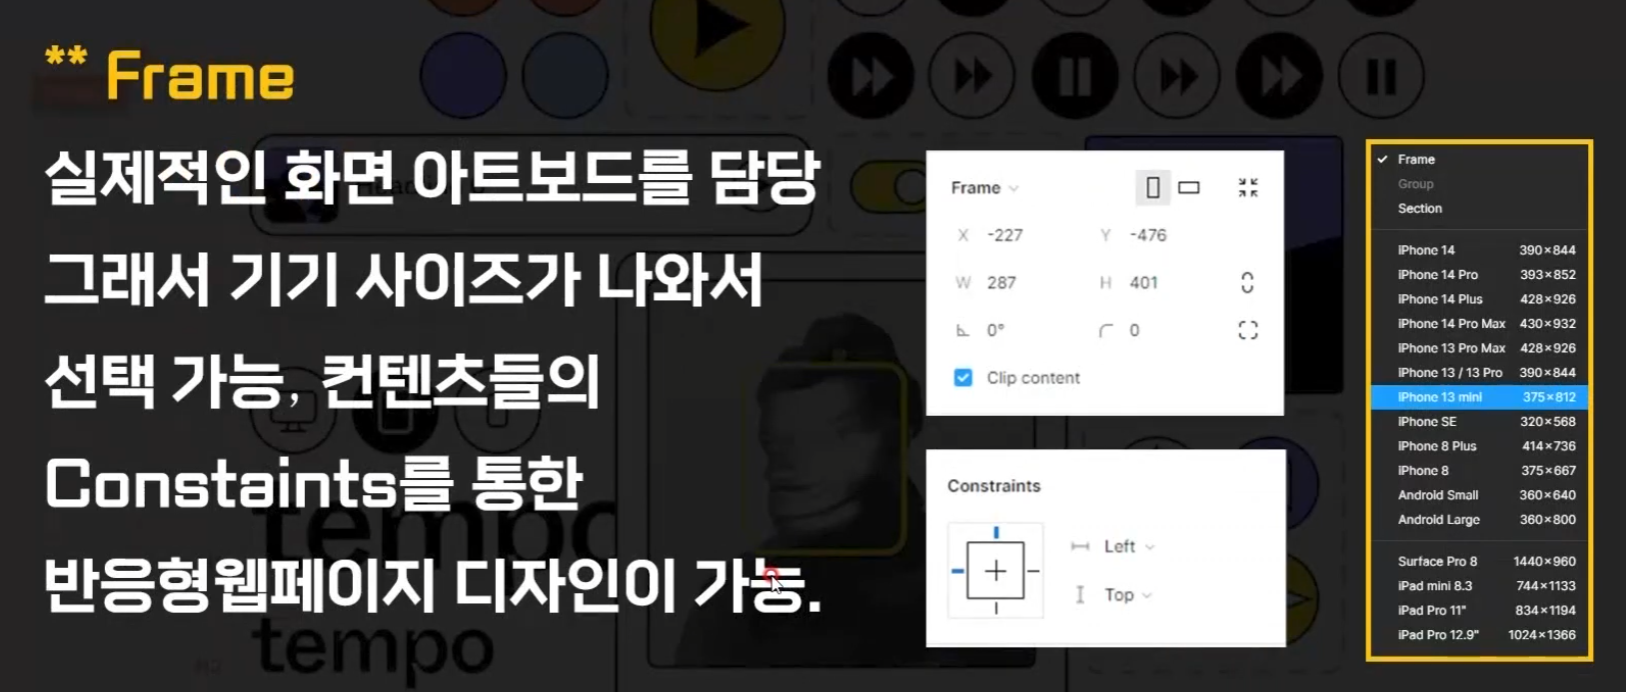 ** Frame
실제적인 화면 아트보드를 담당
그래서 기기 사이즈가 나와서
선택 가능, 컨텐츠들의
Constaints를 통한
반응형웹페이지 디자인이 가능.
tempo
tempo
Frame
X -227 Y -476
W 287 H 401
0° 0
Clip content
Constraints
Left
Top
Frame
Group
Section
iPhone 14 390×844
iPhone 14 Pro 393×852
iPhone 14 Plus 428×926
iPhone 14 Pro Max 430×932
iPhone 13 Pro Max 428×926
iPhone 13 / 13 Pro 390×844
iPhone 13 mini 375×812
iPhone SE 320×568
iPhone 8 Plus 414×736
iPhone 8 375×667
Android Small 360×640
Android Large 360×800
Surface Pro 8 1440×960
iPad mini 8.3 744×1133
iPad Pro 11" 834×1194
iPad Pro 12.9" 1024×1366